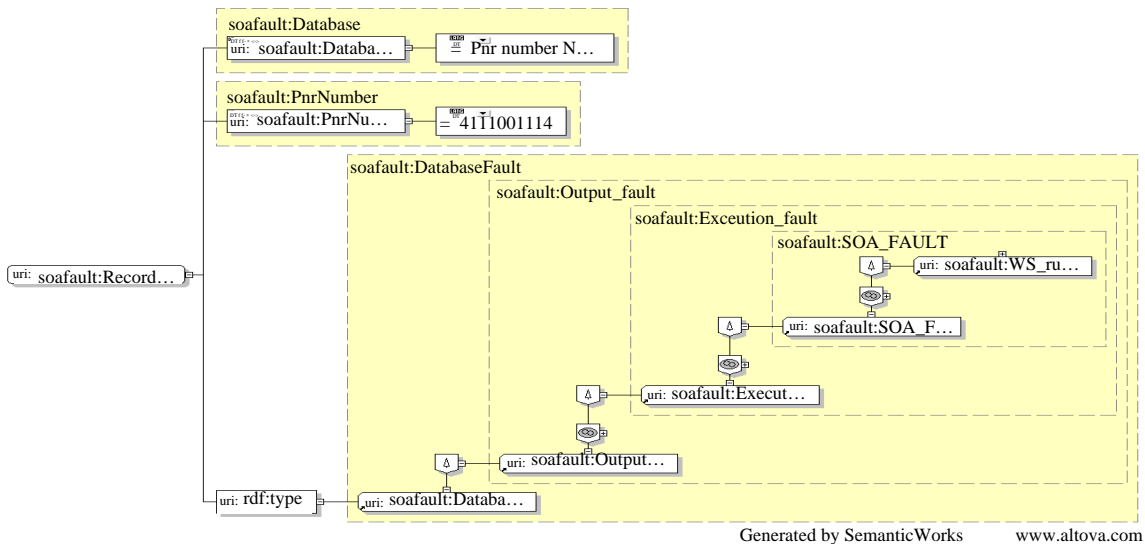 soafault:Database
uri: soafault:Databa…
= Pnr number N…
soafault:PnrNumber
uri: soafault:PnrNu…
= 4111001114
soafault:DatabaseFault
soafault:Output_fault
soafault:Exceution_fault
soafault:SOA_FAULT
uri: soafault:WS_ru…
uri: soafault:Record…
uri: soafault:SOA_F…
uri: soafault:Execut…
uri: soafault:Output…
uri: rdf:type
uri: soafault:Databa…
Generated by SemanticWorks www.altova.com